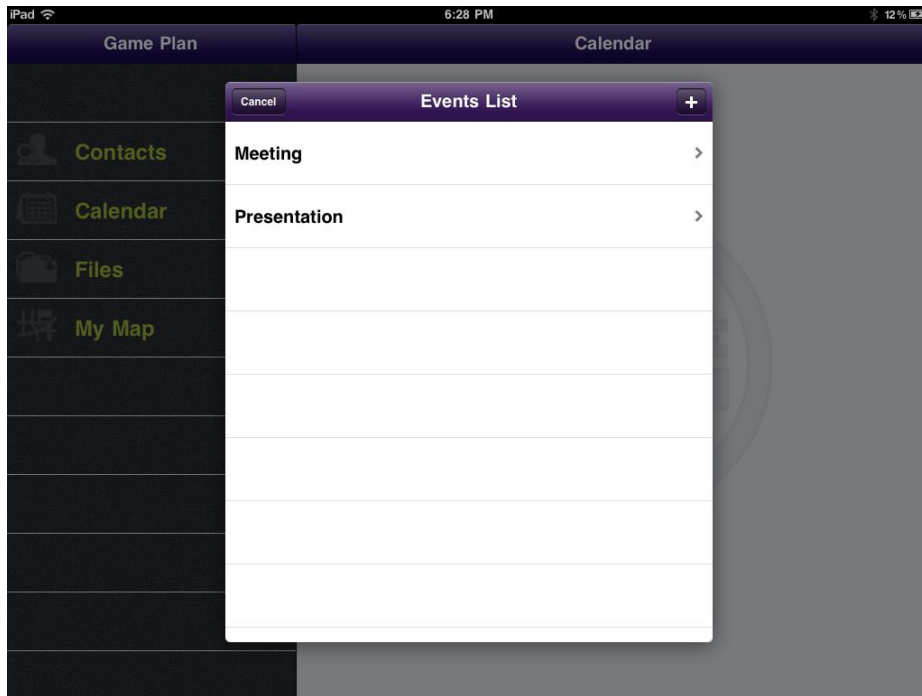 iPad 6:28 PM 12%
Game Plan Calendar
Cancel Events List +
Contacts
Calendar
Files
My Map
Meeting
Presentation